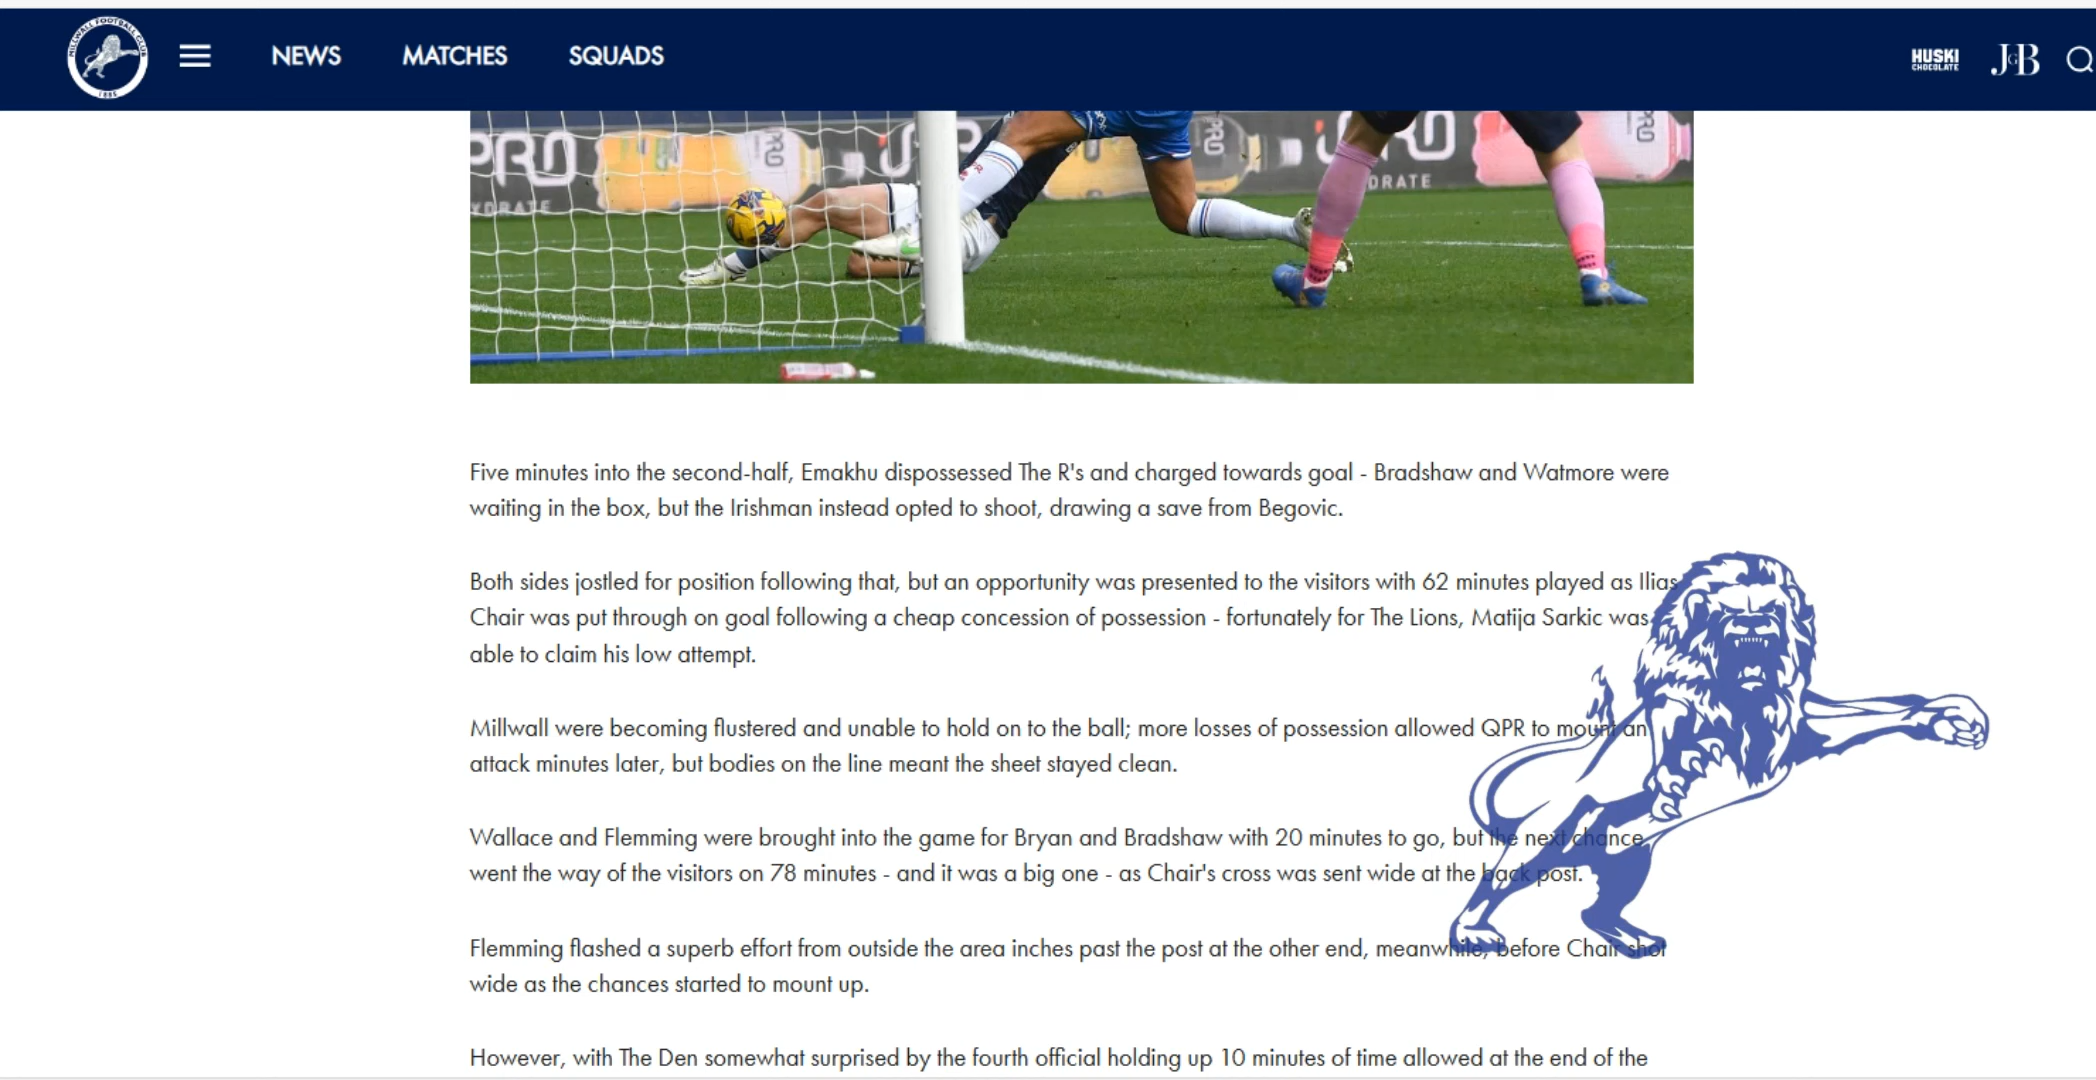 MILLWALL FOOTBALL CLUB
1885
NEWS MATCHES SQUADS
HUSKI
CHOCOLATE
JGB
PRO
PRO
PRO
PRO
YDRATE
DRATE
Five minutes into the second-half, Emakhu dispossessed The R's and charged towards goal - Bradshaw and Watmore were
waiting in the box, but the Irishman instead opted to shoot, drawing a save from Begovic.
Both sides jostled for position following that, but an opportunity was presented to the visitors with 62 minutes played as Ilias
Chair was put through on goal following a cheap concession of possession - fortunately for The Lions, Matija Sarkic was
able to claim his low attempt.
Millwall were becoming flustered and unable to hold on to the ball; more losses of possession allowed QPR to mount an
attack minutes later, but bodies on the line meant the sheet stayed clean.
Wallace and Flemming were brought into the game for Bryan and Bradshaw with 20 minutes to go, but the next chance
went the way of the visitors on 78 minutes - and it was a big one - as Chair's cross was sent wide at the back post.
Flemming flashed a superb effort from outside the area inches past the post at the other end, meanwhile, before Chair shot
wide as the chances started to mount up.
However, with The Den somewhat surprised by the fourth official holding up 10 minutes of time allowed at the end of the